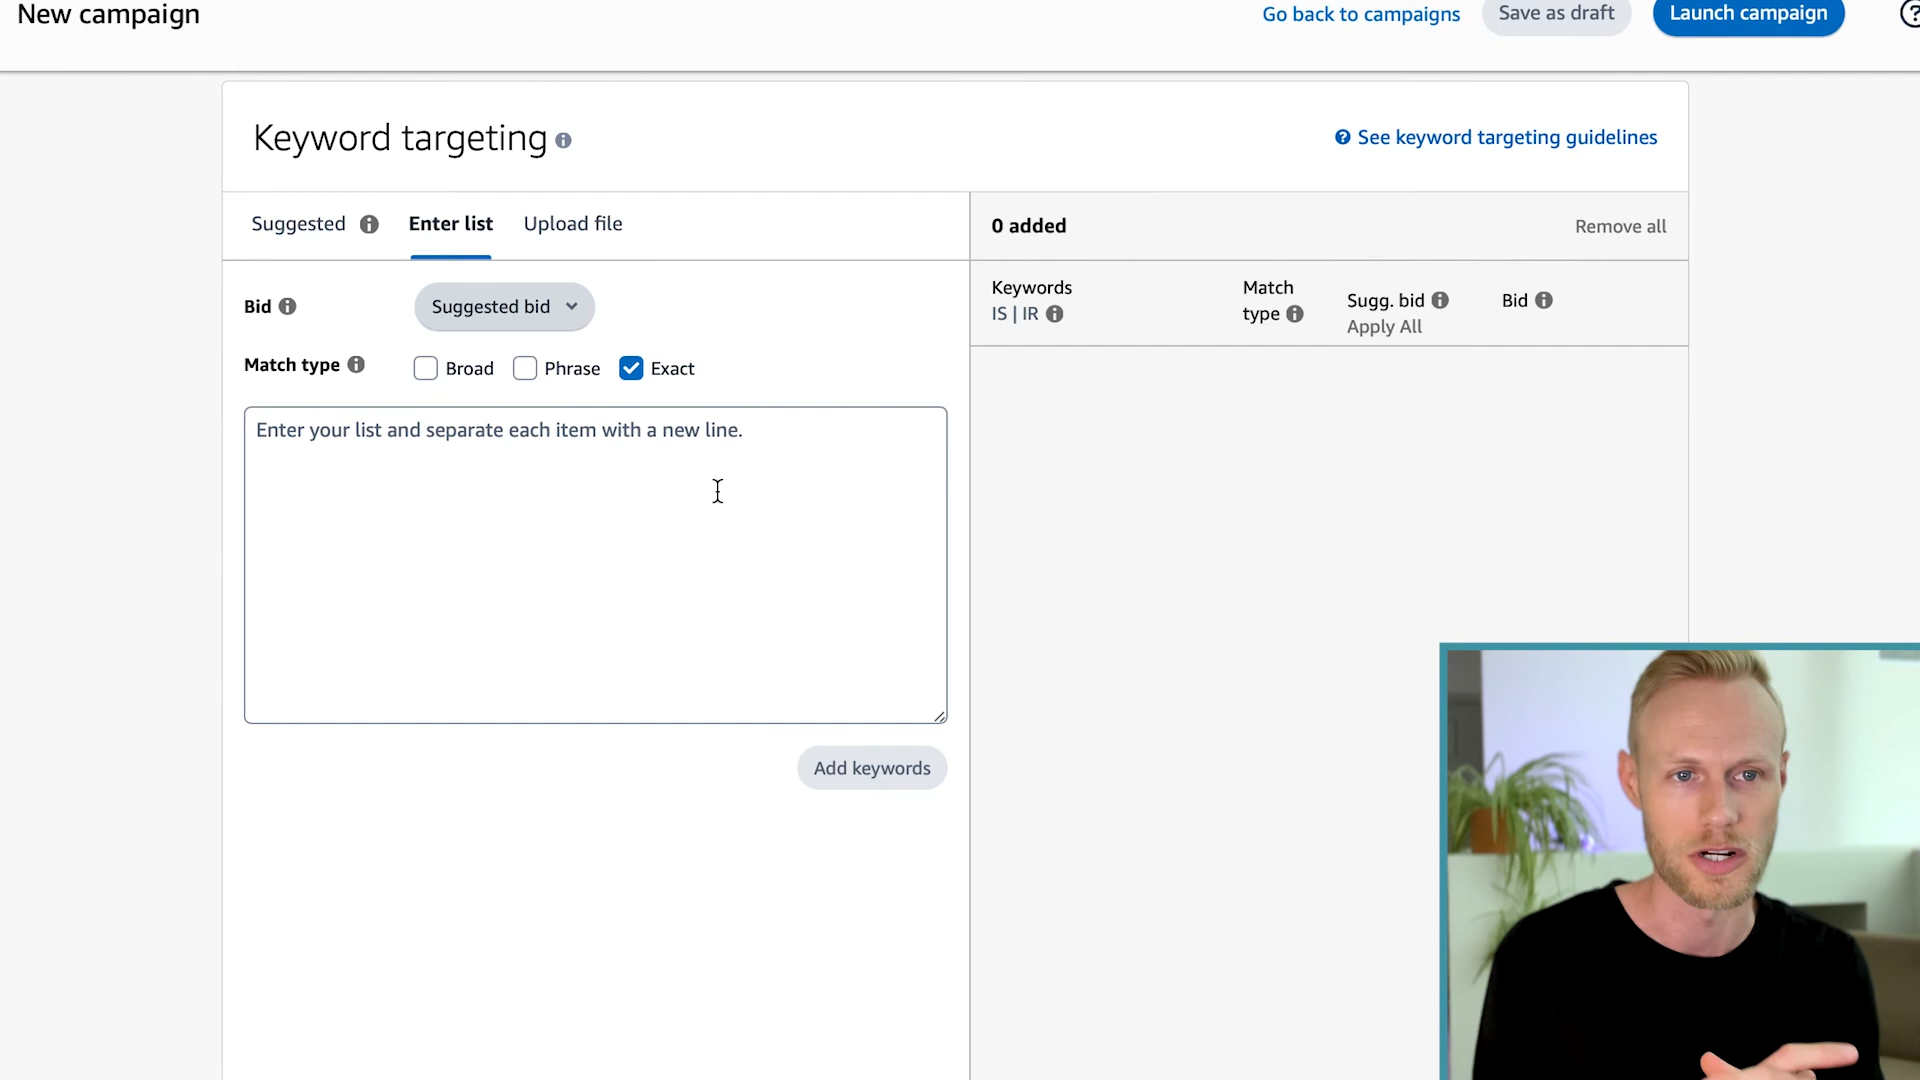 New campaign
Go back to campaigns
Save as draft
Launch campaign
Keyword targeting
See keyword targeting guidelines
Suggested
Enter list
Upload file
0 added
Remove all
Bid
Suggested bid
Keywords
IS | IR
Match
type
Sugg. bid
Apply All
Bid
Match type
Broad
Phrase
Exact
Enter your list and separate each item with a new line.
Add keywords